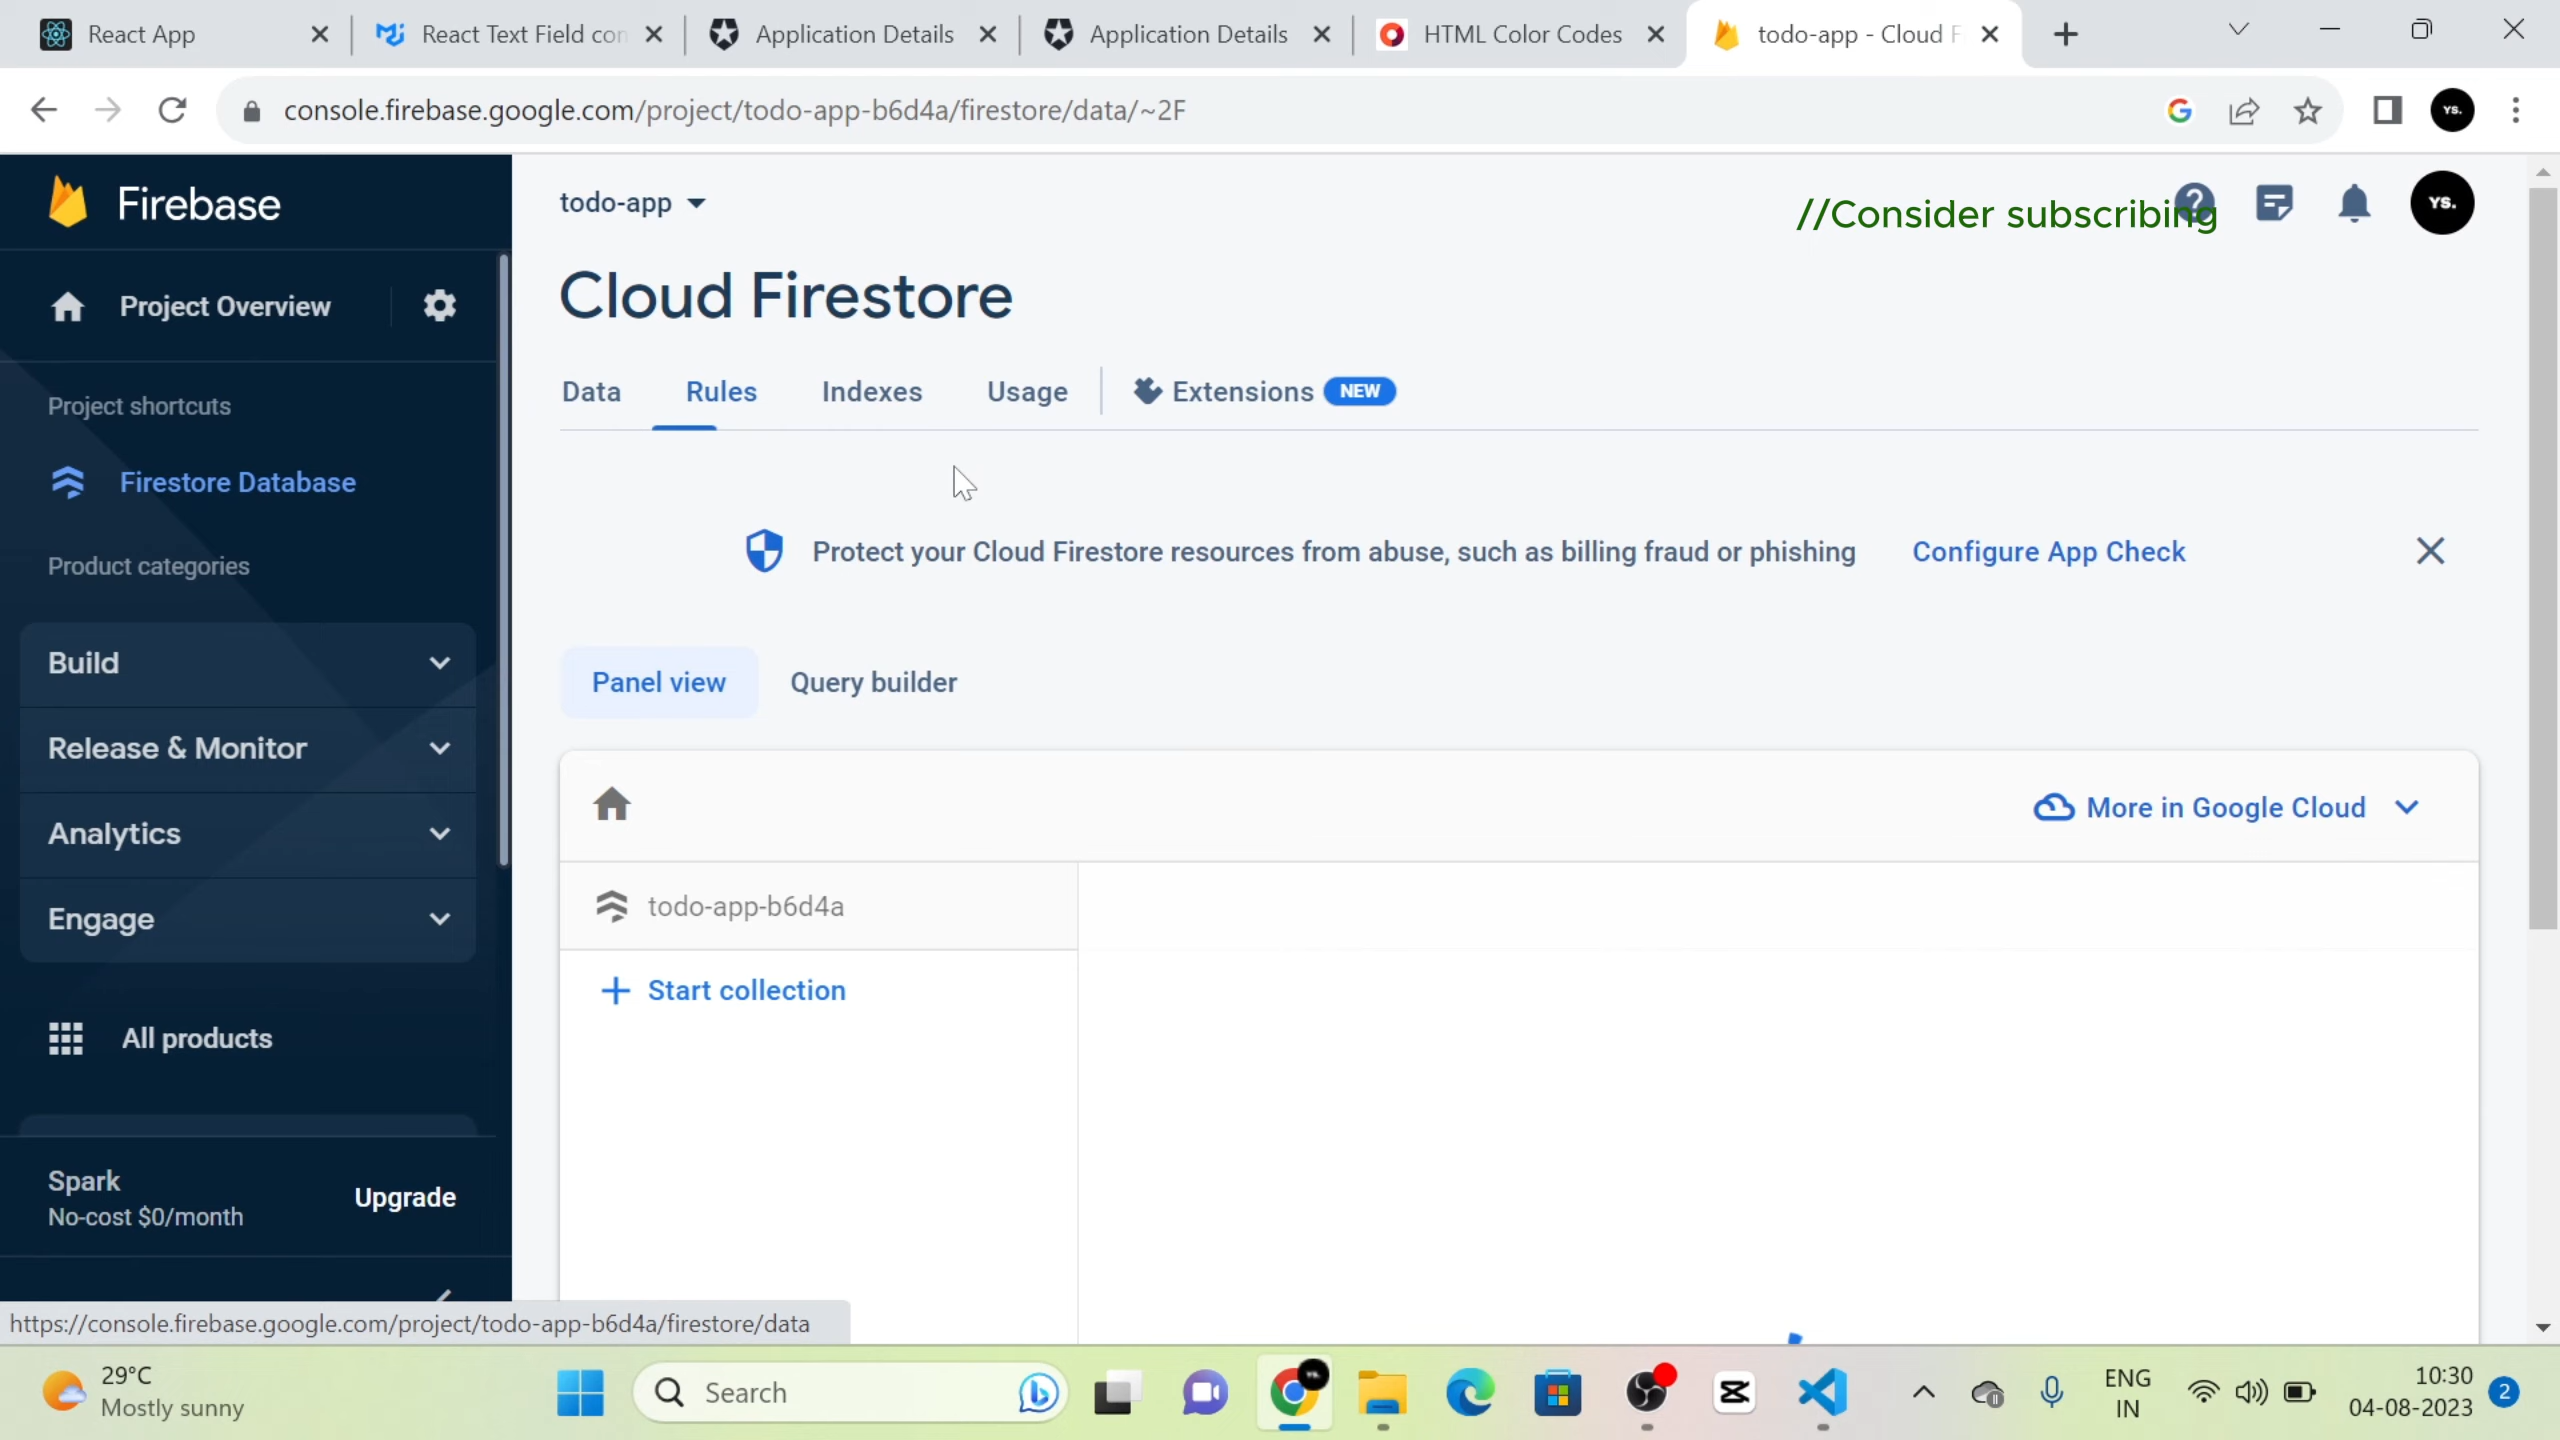 React App
React Text Field con
Application Details
Application Details
HTML Color Codes
todo-app - Cloud F
console.firebase.google.com/project/todo-app-b6d4a/firestore/data/~2F
YS.
Firebase
todo-app
//Consider subscribing
YS.
Project Overview
Cloud Firestore
Data
Rules
Indexes
Usage
Extensions
NEW
Project shortcuts
Firestore Database
Protect your Cloud Firestore resources from abuse, such as billing fraud or phishing
Configure App Check
Product categories
Build
Panel view
Query builder
Release & Monitor
More in Google Cloud
Analytics
todo-app-b6d4a
Engage
Start collection
All products
Spark
No-cost $0/month
Upgrade
https://console.firebase.google.com/project/todo-app-b6d4a/firestore/data
29°C
Mostly sunny
Search
ENG
IN
10:30
04-08-2023
2